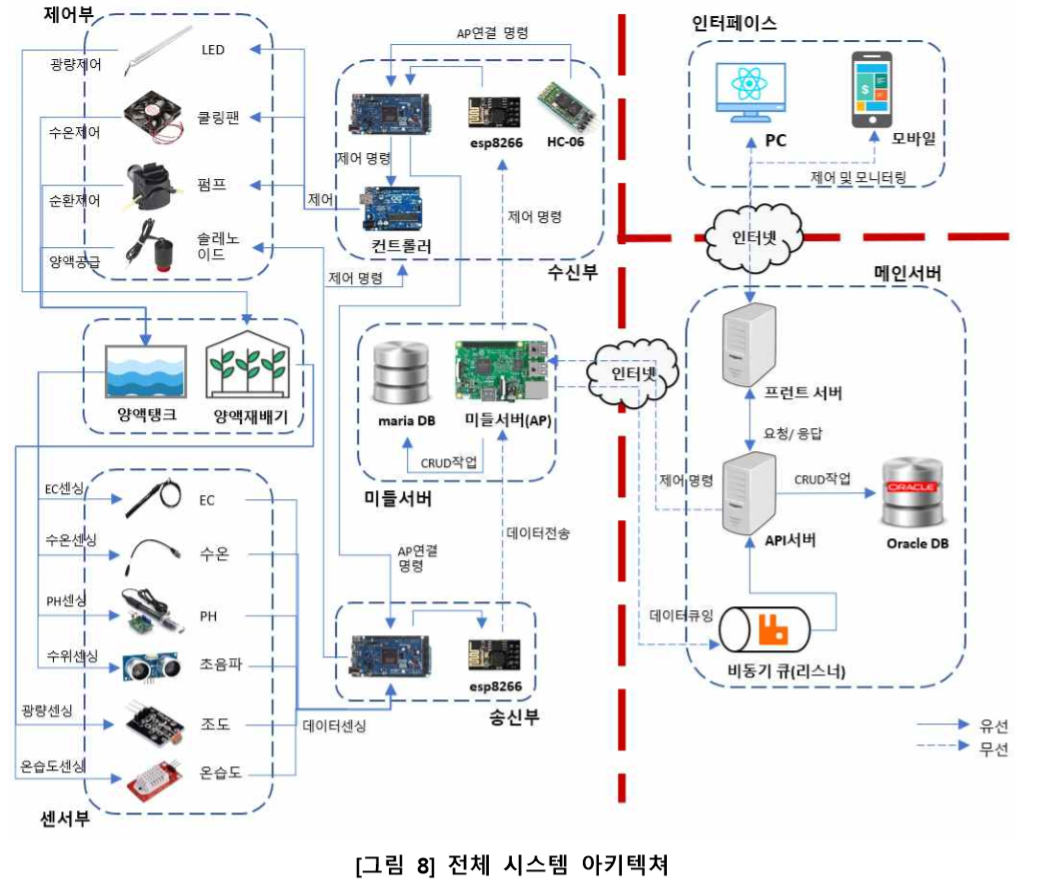 제어부
LED
광량제어
쿨링팬
수온제어
펌프
순환제어
솔레노
이드
양액공급
AP연결 명령
esp8266
HC-06
제어 명령
제어
컨트롤러
제어 명령
제어 명령
수신부
인터페이스
PC
모바일
제어 및 모니터링
인터넷
메인서버
프런트 서버
요청/ 응답
CRUD작업
제어 명령
API서버
ORACLE
Oracle DB
데이터큐잉
비동기 큐(리스너)
인터넷
maria DB
미들서버(AP)
CRUD작업
미들서버
데이터전송
양액탱크
양액재배기
EC센싱
EC
수온센싱
수온
PH센싱
PH
수위센싱
초음파
광량센싱
조도
온습도센싱
온습도
센서부
데이터센싱
AP연결
명령
esp8266
송신부
유선
무선
[그림 8] 전체 시스템 아키텍쳐